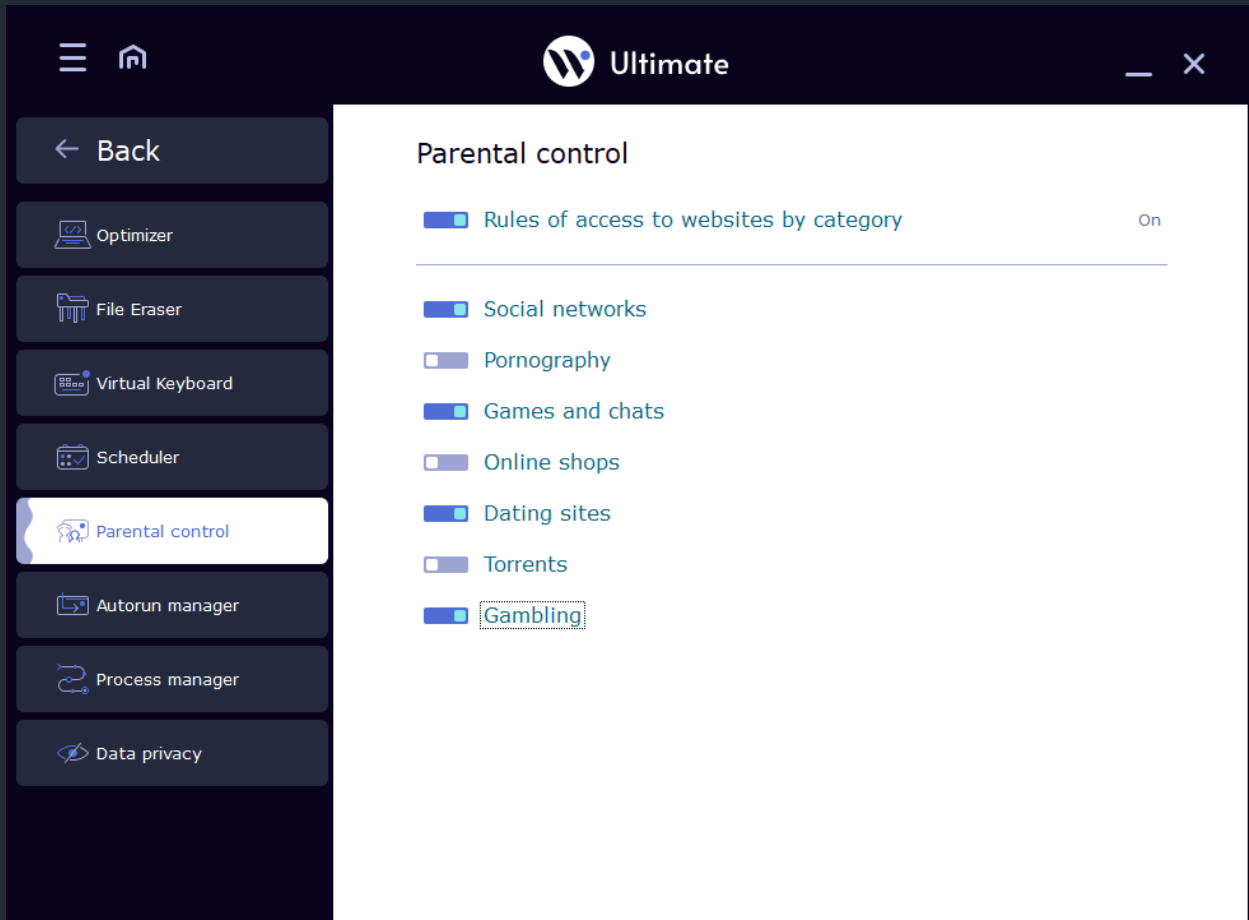 Ultimate
Back
Optimizer
File Eraser
Virtual Keyboard
Scheduler
Parental control
Autorun manager
Process manager
Data privacy
Parental control
Rules of access to websites by category On
Social networks
Pornography
Games and chats
Online shops
Dating sites
Torrents
Gambling